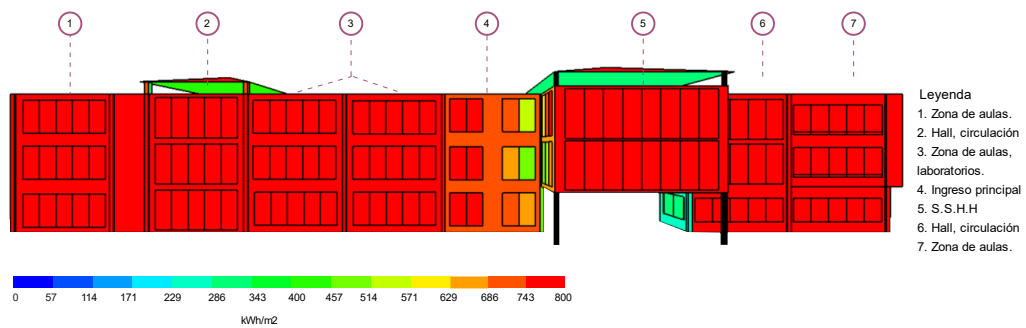 1 2 3 4 5 6 7
Leyenda
1. Zona de aulas.
2. Hall, circulación
3. Zona de aulas,
laboratorios.
4. Ingreso principal
5. S.S.H.H
6. Hall, circulación
7. Zona de aulas.
0 57 114 171 229 286 343 400 457 514 571 629 686 743 800
kWh/m2